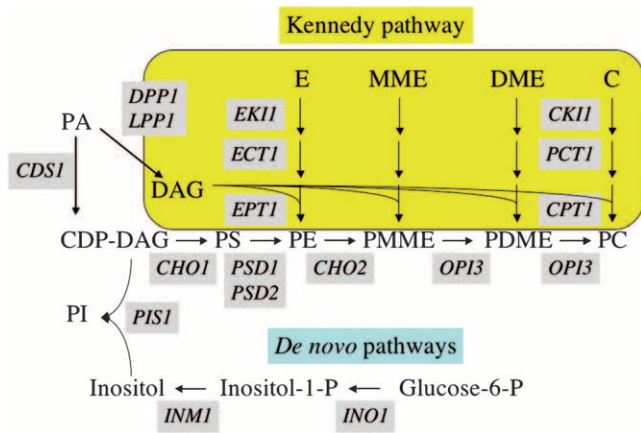 Kennedy pathway
E MME DME C
DPP1
LPP1
EKI1 CKI1
PA
ECT1 PCT1
CDS1
DAG
EPT1 CPT1
CDP-DAG PS PE PMME PDME PC
CHO1 PSD1 CHO2 OPI3 OPI3
PSD2
PI PIS1
De novo pathways
Inositol Inositol-1-P Glucose-6-P
INM1 INO1